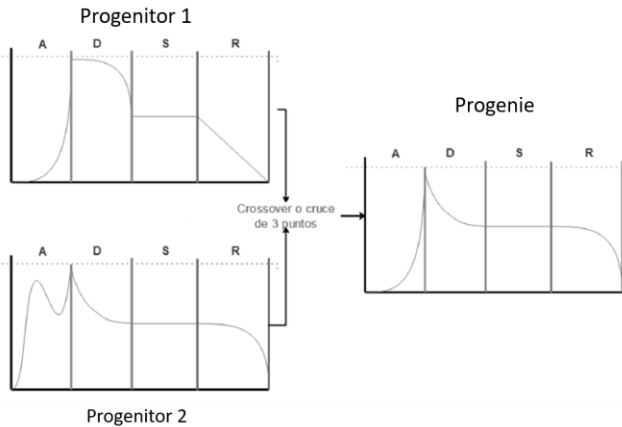 Progenitor 1
A D S R
Crossover o cruce
de 3 puntos
A D S R
Progenitor 2
Progenie
A D S R